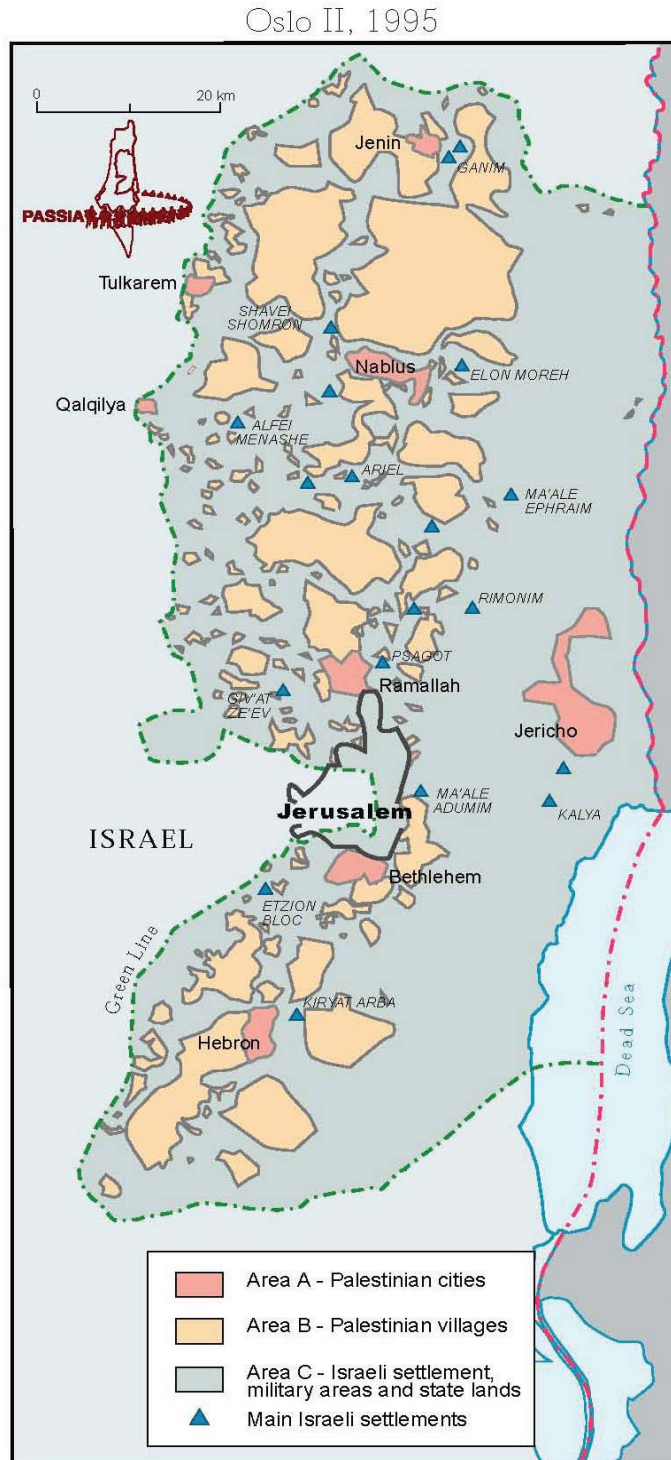 Oslo II, 1995
0 20 km
PASSIA
Jenin
GANIM
Tulkarem
SHAVEI
SHOMRON
Nablus
ELON MOREH
Qalqilya
ALFEI
MENASHE
ARIEL
MA'ALE
EPHRAIM
RIMONIM
PSAGOT
Ramallah
GIV'AT
ZE'EV
Jericho
Jerusalem
MA'ALE
ADUMIM
KALYA
ISRAEL
Bethlehem
ETZION
BLOC
Green Line
KIRYAT ARBA
Hebron
Dead Sea
Area A - Palestinian cities
Area B - Palestinian villages
Area C - Israeli settlement,
military areas and state lands
Main Israeli settlements